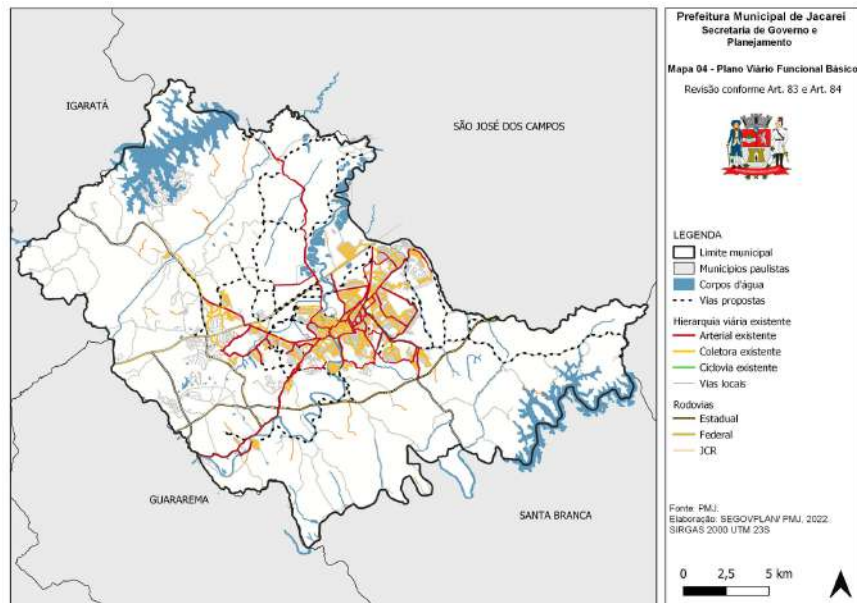 IGARATÁ
SÃO JOSÉ DOS CAMPOS
GUARAREMA
SANTA BRANCA
Prefeitura Municipal de Jacarei
Secretaria de Governo e
Planejamento
Mapa 04 - Plano Viário Funcional Básico
Revisão conforme Art. 83 e Art. 84
LEGENDA
Limite municipal
Municípios paulistas
Corpos d'água
Vias propostas
Hierarquia viária existente
Arterial existente
Coletora existente
Ciclovia existente
Vias locais
Rodovias
Estadual
Federal
JCR
Fonte: PMJ.
Elaboração: SEGOVPLAN/ PMJ, 2022.
SIRGAS 2000 UTM 23S
0 2,5 5 km